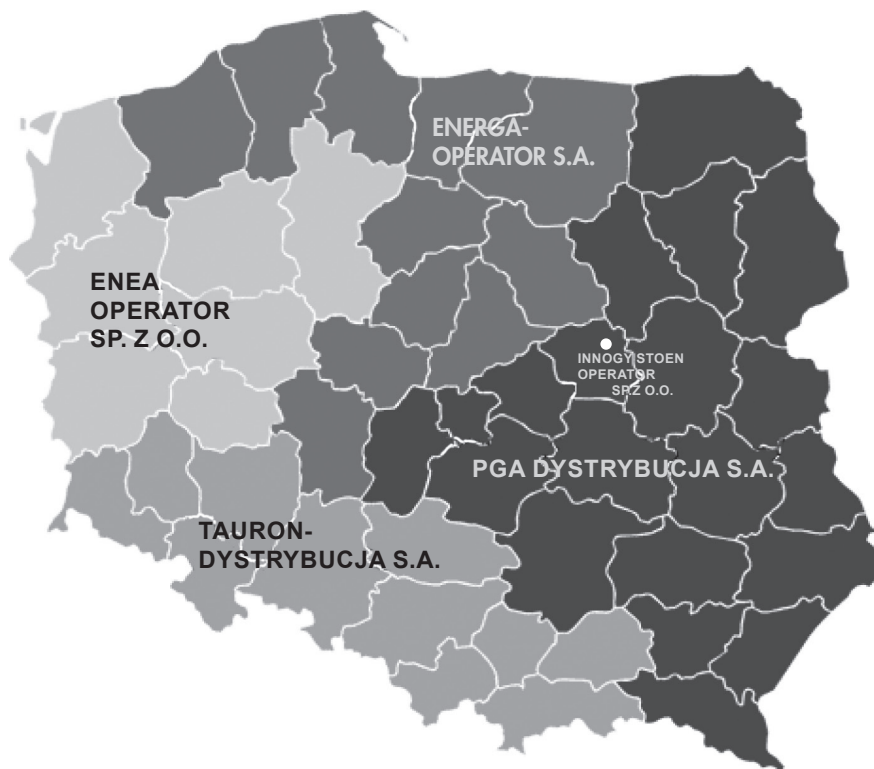 ENERGA-
OPERATOR S.A.
ENEA
OPERATOR
SP. Z O.O.
INNOGY STOEN
OPERATOR
SP.Z O.O.
PGA DYSTRYBUCJA S.A.
TAURON-
DYSTRYBUCJA S.A.